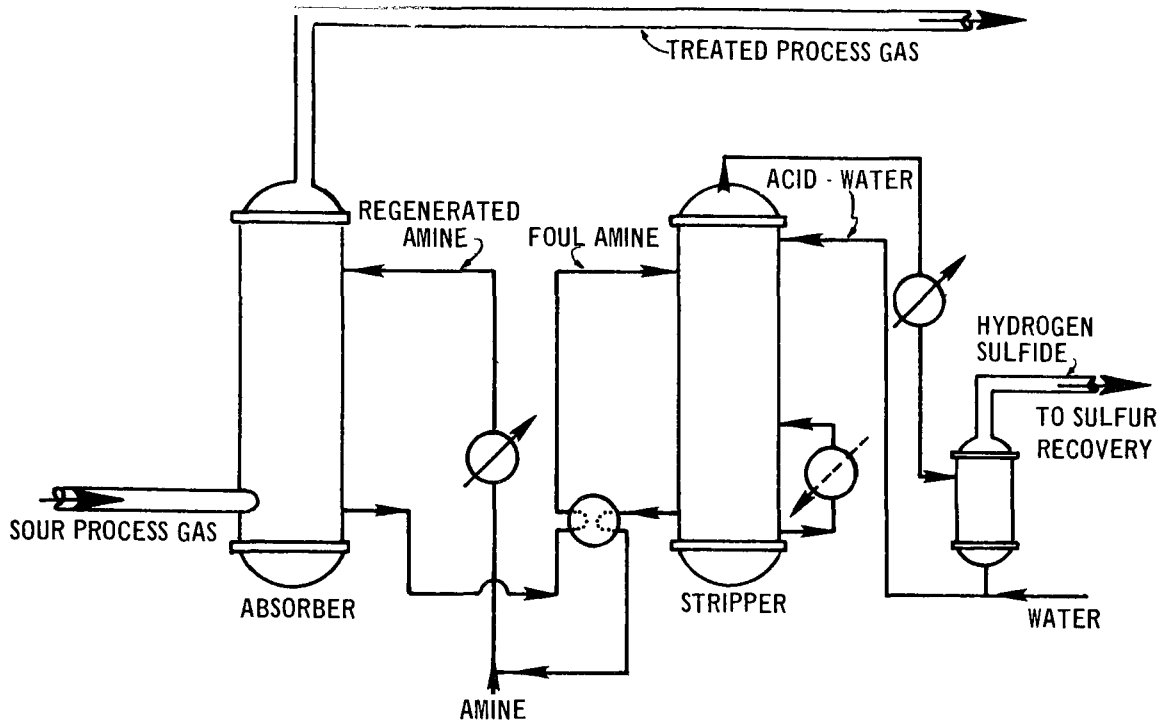 TREATED PROCESS GAS
ACID - WATER
REGENERATED
AMINE
FOUL AMINE
HYDROGEN
SULFIDE
TO SULFUR
RECOVERY
SOUR PROCESS GAS
ABSORBER
STRIPPER
WATER
AMINE